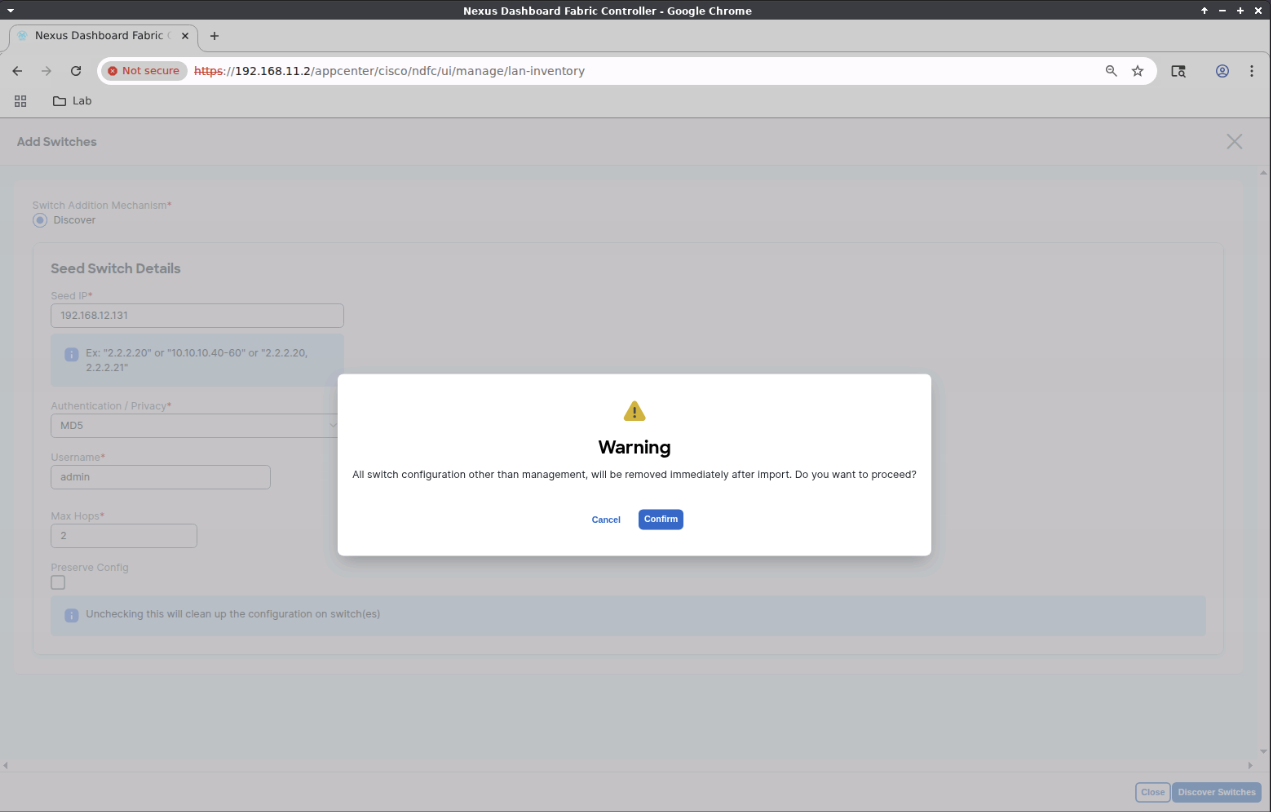 Nexus Dashboard Fabric Controller - Google Chrome
Nexus Dashboard Fabric
Not secure https://192.168.11.2/appcenter/cisco/ndfc/ui/manage/lan-inventory
Lab
Add Switches
Switch Addition Mechanism*
Discover
Seed Switch Details
Seed IP*
192.168.12.131
Ex: "2.2.2.20" or "10.10.10.40-60" or "2.2.2.20,
2.2.2.21"
Authentication / Privacy*
MD5
Username*
admin
Max Hops*
2
Preserve Config
Unchecking this will clean up the configuration on switch(es)
Warning
All switch configuration other than management, will be removed immediately after import. Do you want to proceed?
Cancel Confirm
Close Discover Switches